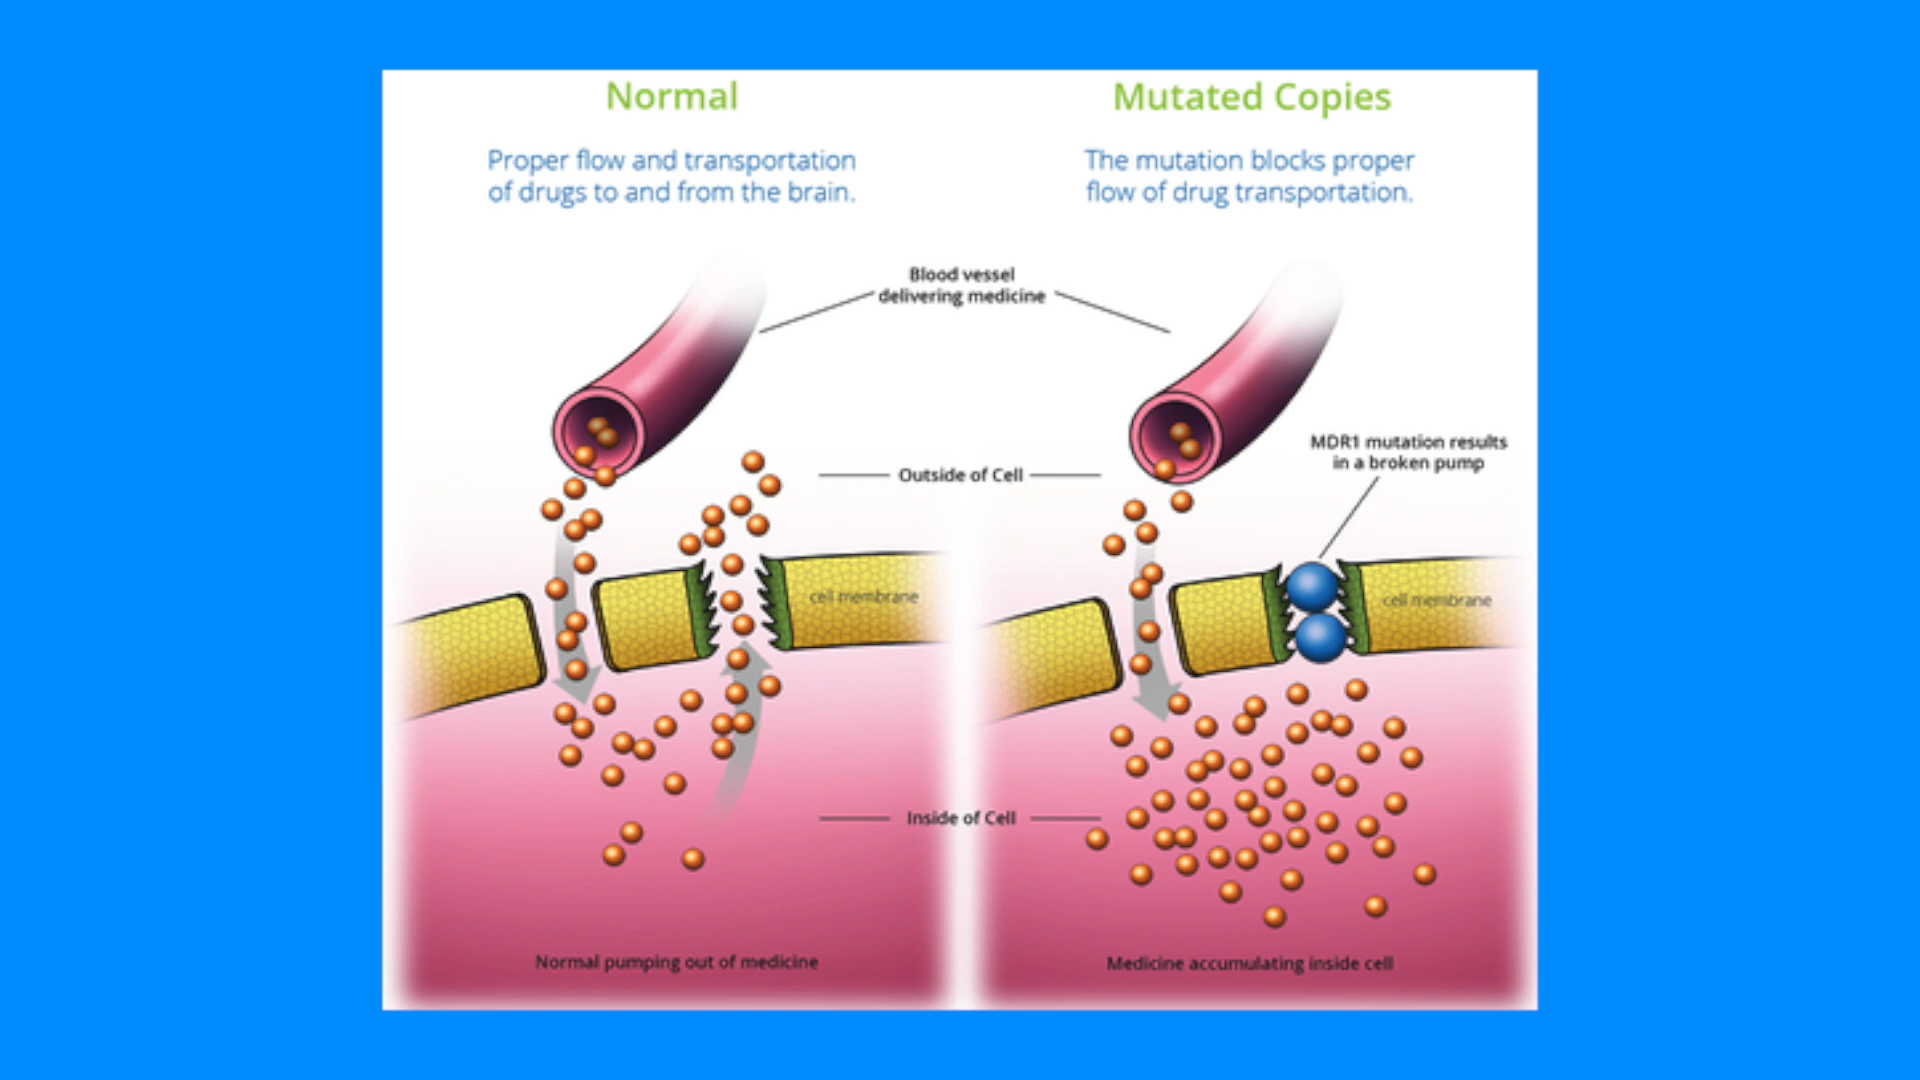 Normal
Mutated Copies
Proper flow and transportation
of drugs to and from the brain.
The mutation blocks proper
flow of drug transportation.
Blood vessel
delivering medicine
MDR1 mutation results
in a broken pump
Outside of Cell
cell membrane
cell membrane
Inside of Cell
Normal pumping out of medicine
Medicine accumulating inside cell